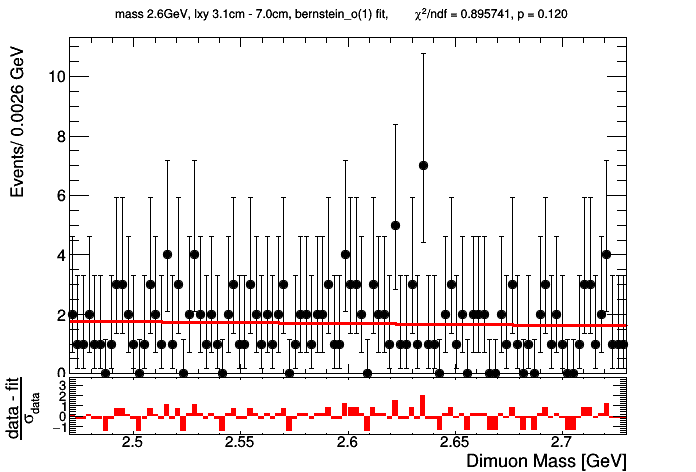 mass 2.6GeV, lxy 3.1cm - 7.0cm, bernstein_o(1) fit, χ²/ndf = 0.895741, p = 0.120
Events/ 0.0026 GeV
10
8
6
4
2
0
data - fit
σdata
3
2
1
0
−1
2.5 2.55 2.6 2.65 2.7
Dimuon Mass [GeV]